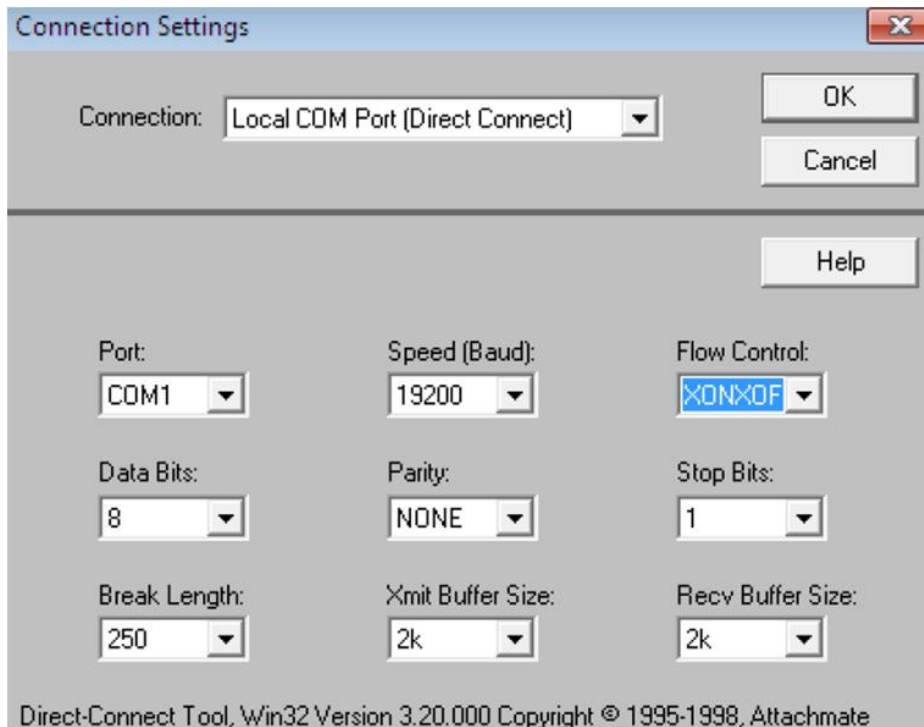 Connection Settings
Connection: Local COM Port (Direct Connect)
OK
Cancel
Help
Port: Speed (Baud): Flow Control:
COM1 19200 XONXOF
Data Bits: Parity: Stop Bits:
8 NONE 1
Break Length: Xmit Buffer Size: Recv Buffer Size:
250 2k 2k
Direct-Connect Tool, Win32 Version 3.20.000 Copyright © 1995-1998, Attachmate